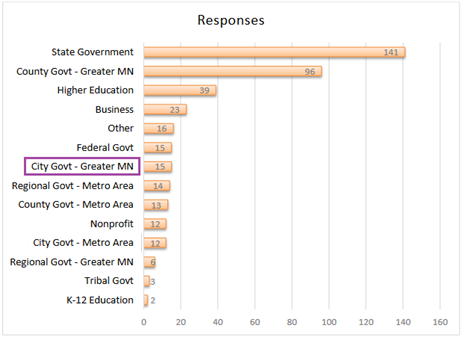 Responses
State Government 141
County Govt - Greater MN 96
Higher Education 39
Business 23
Other 16
Federal Govt 15
City Govt - Greater MN 15
Regional Govt - Metro Area 14
County Govt - Metro Area 13
Nonprofit 12
City Govt - Metro Area 12
Regional Govt - Greater MN 6
Tribal Govt 3
K-12 Education 2
0 20 40 60 80 100 120 140 160